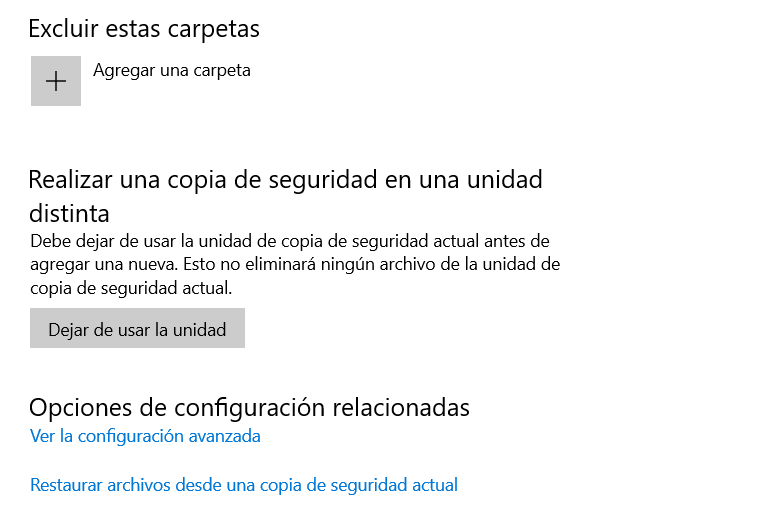 Excluir estas carpetas
Agregar una carpeta
Realizar una copia de seguridad en una unidad
distinta
Debe dejar de usar la unidad de copia de seguridad actual antes de
agregar una nueva. Esto no eliminará ningún archivo de la unidad de
copia de seguridad actual.
Dejar de usar la unidad
Opciones de configuración relacionadas
Ver la configuración avanzada
Restaurar archivos desde una copia de seguridad actual